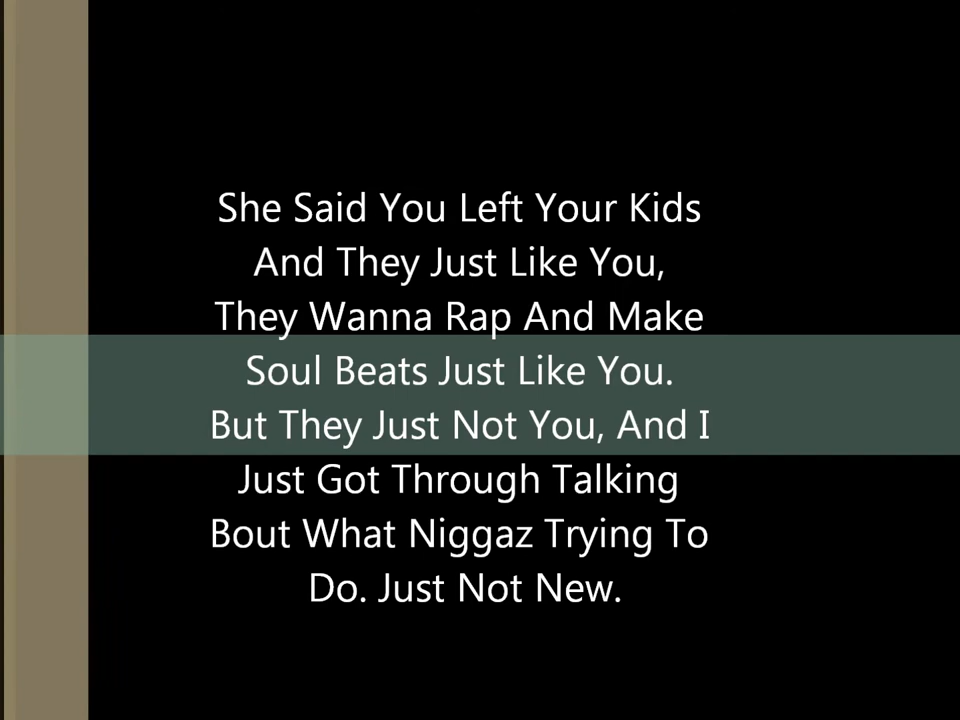 She Said You Left Your Kids
And They Just Like You,
They Wanna Rap And Make
Soul Beats Just Like You.
But They Just Not You, And I
Just Got Through Talking
Bout What Niggaz Trying To
Do. Just Not New.